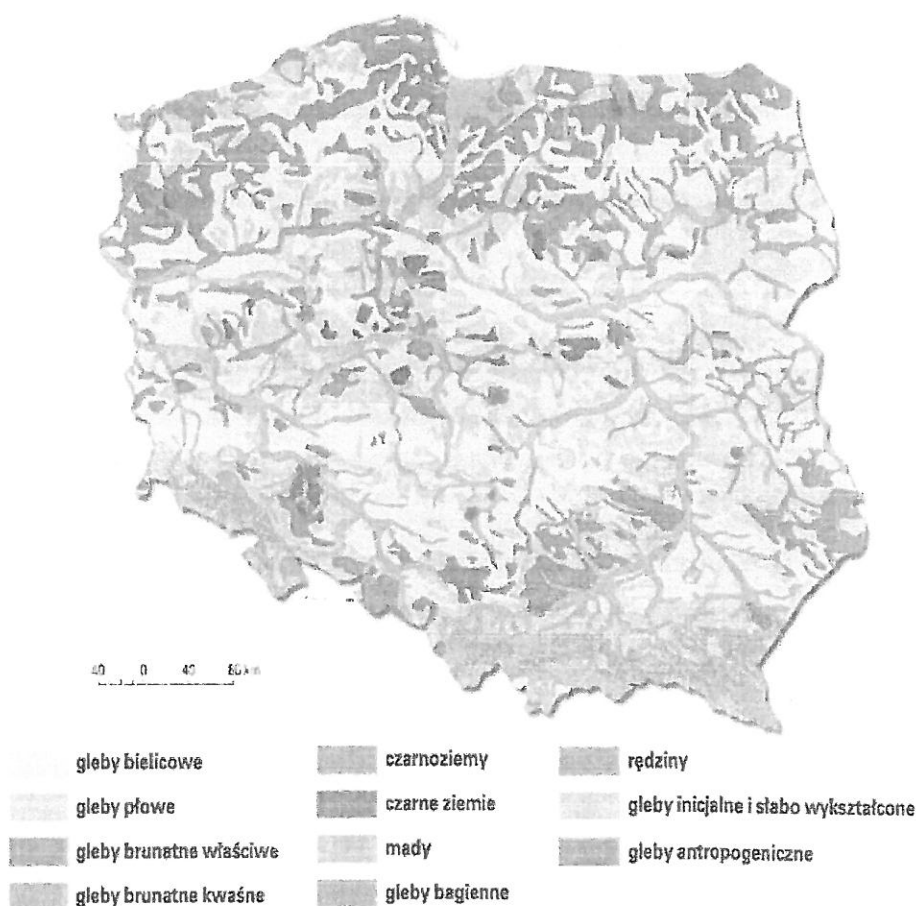 40 0 40 80 km
gleby bielicowe
gleby płowe
gleby brunatne właściwe
gleby brunatne kwaśne
czarnoziemy
czarne ziemie
mady
gleby bagienne
rędziny
gleby inicjalne i słabo wykształcone
gleby antropogeniczne